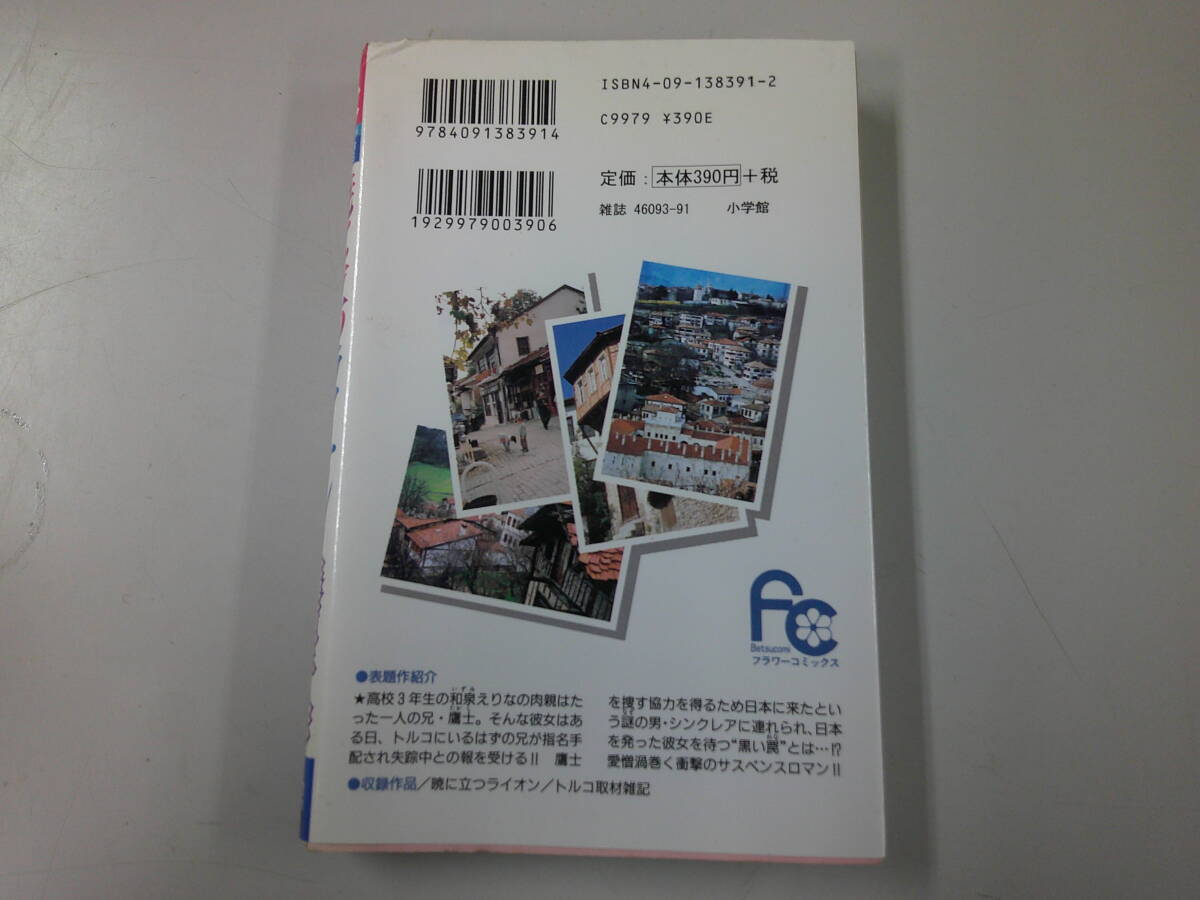 ISBN4-09-138391-2
9784091383914
C9979 ¥390E
1929979003906
定価：本体390円+税
雑誌 46093-91 小学館
FC
Betsucomi
フラワーコミックス
●表題作紹介
★高校３年生の和泉えりなの肉親はた
いずみ
った一人の兄・鷹士。そんな彼女はあ
る日、トルコにいるはずの兄が指名手
配され失踪中との報を受ける!! 鷹士
を捜す協力を得るため日本に来たとい
う謎の男・シンクレアに連れられ、日本
なぞ
を発った彼女を待つ“黒い罠”とは…!?
わな
愛憎渦巻く衝撃のサスペンスロマン!!
●収録作品／暁に立つライオン／トルコ取材雑記